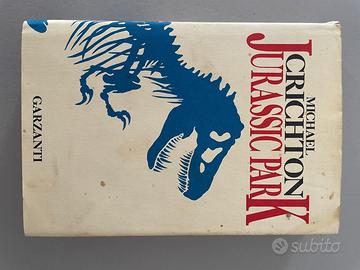 MICHAEL
CRICHTON
JURASSIC PARK
GARZANTI
subito